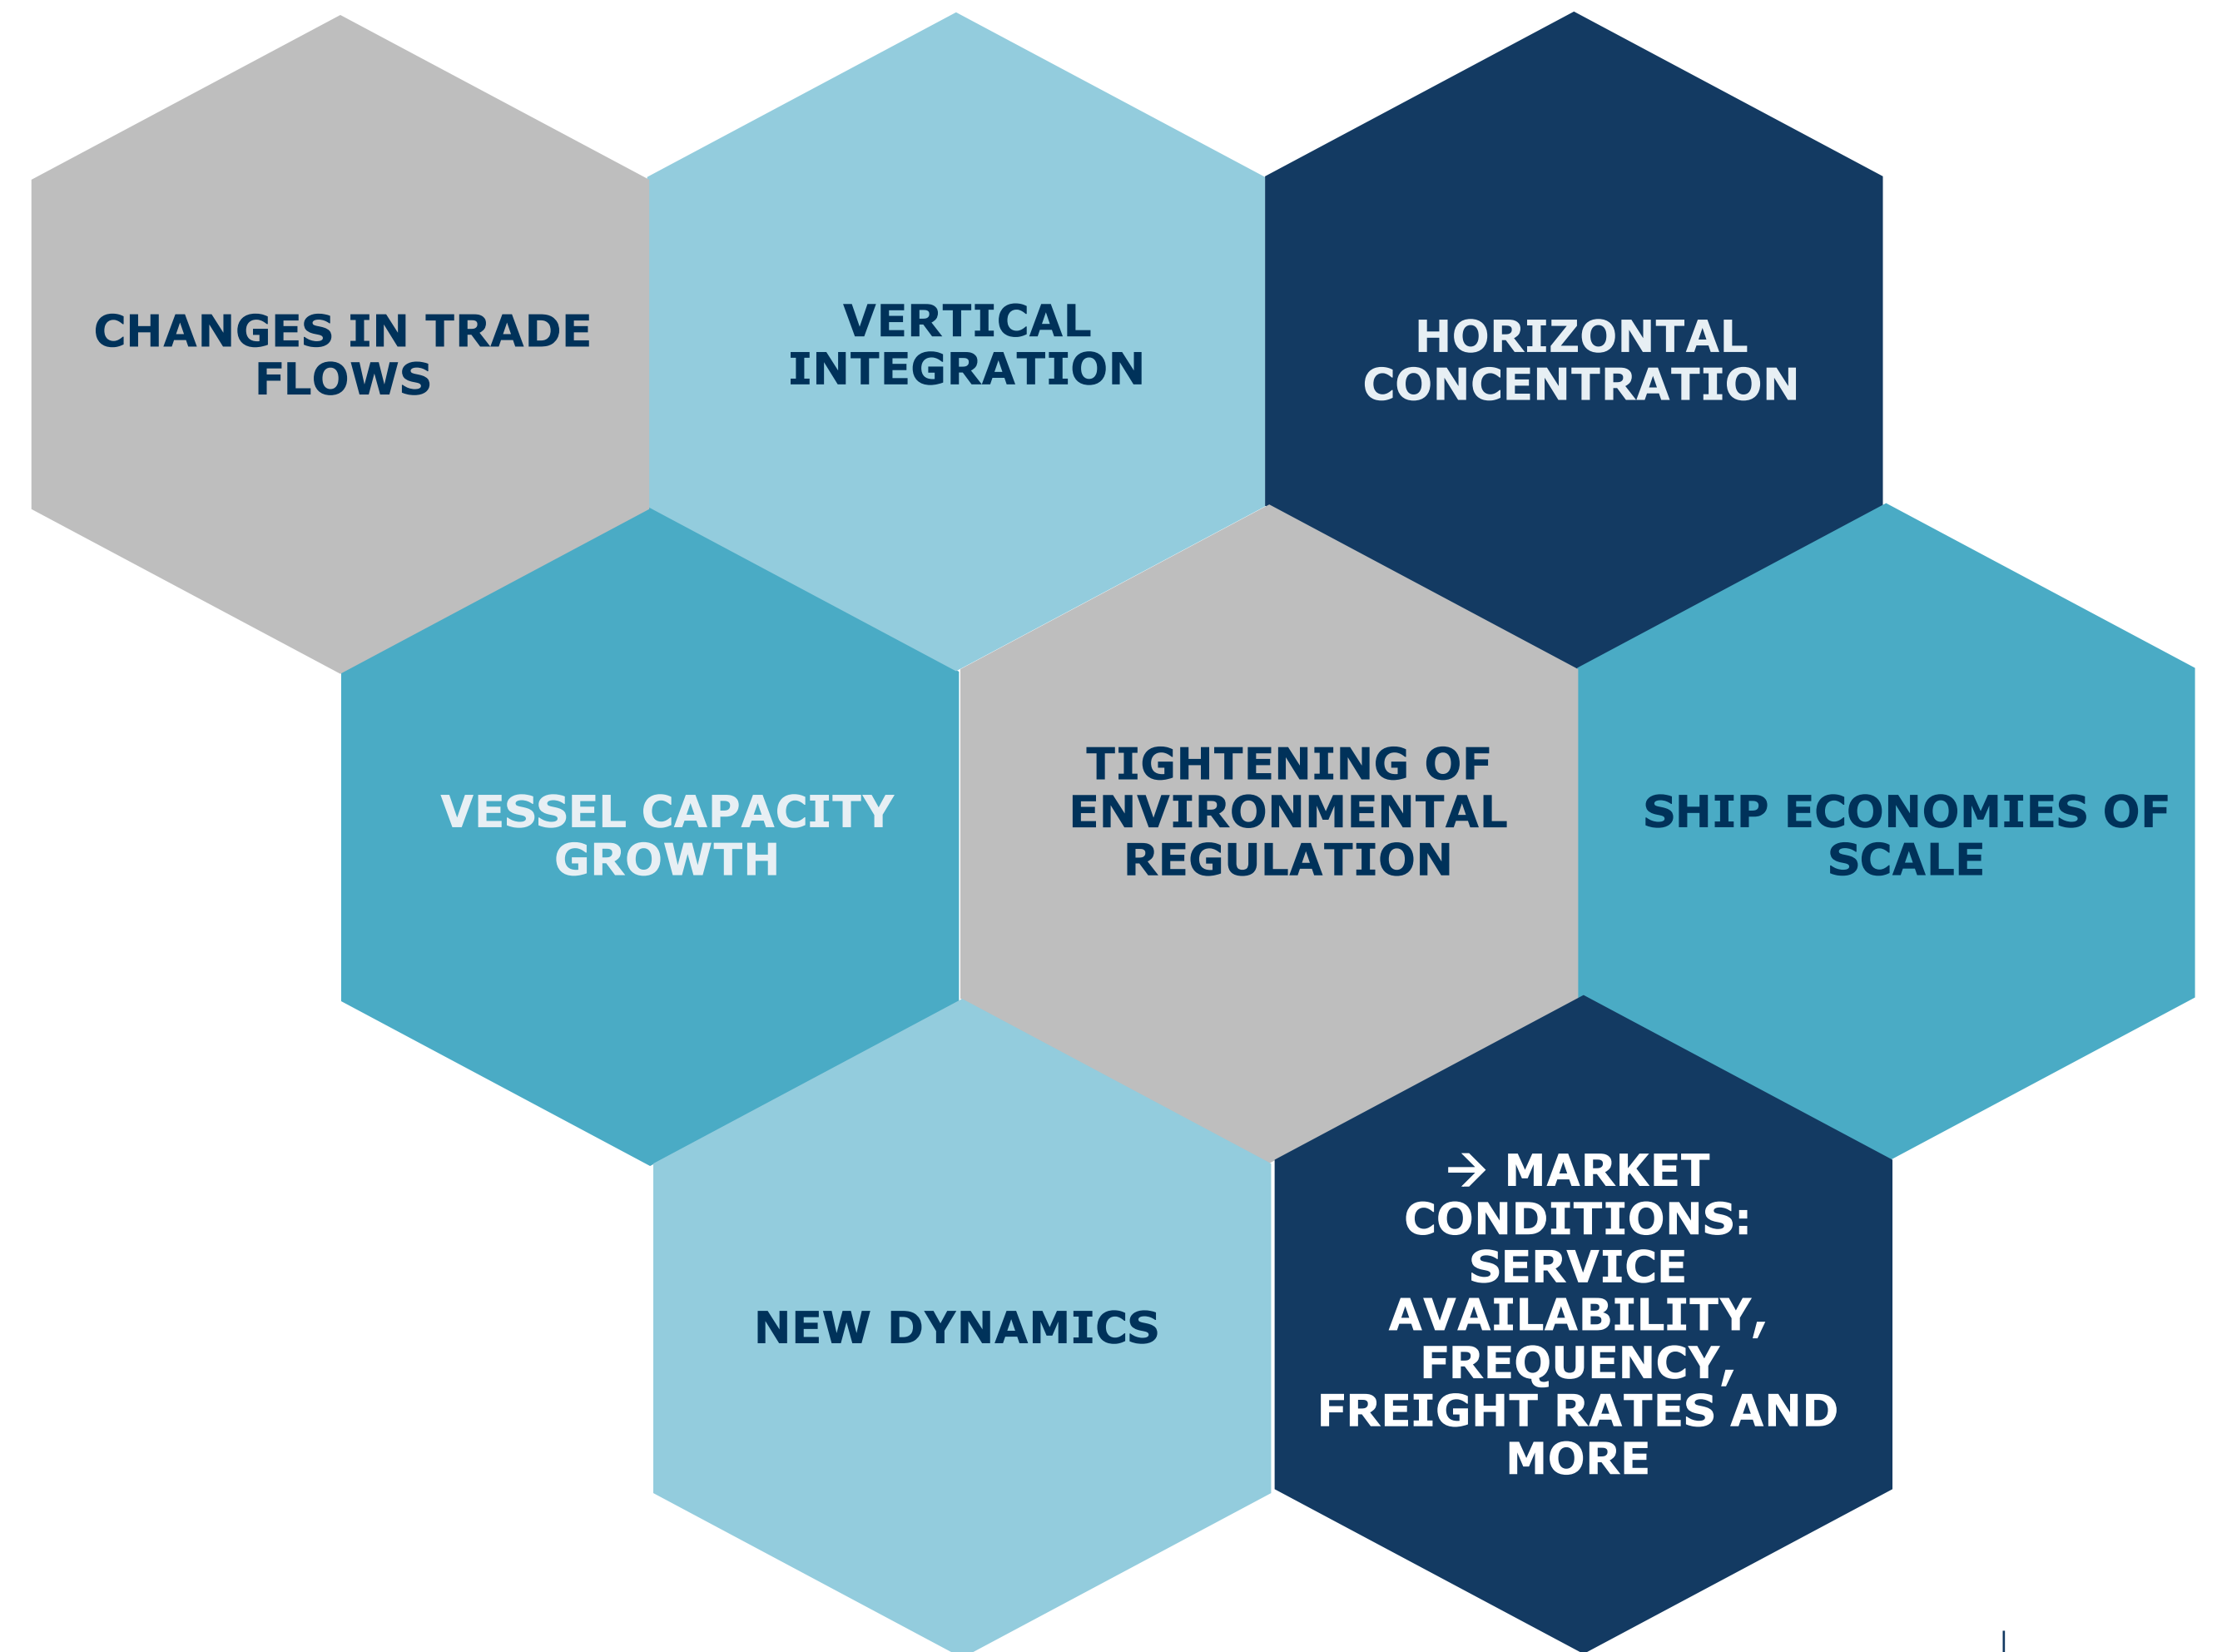 CHANGES IN TRADE
FLOWS
VERTICAL
INTEGRATION
HORIZONTAL
CONCENTRATION
VESSEL CAPACITY
GROWTH
TIGHTENING OF
ENVIRONMENTAL
REGULATION
SHIP ECONOMIES OF
SCALE
NEW DYNAMICS
→ MARKET
CONDITIONS:
SERVICE
AVAILABILITY,
FREQUENCY,
FREIGHT RATES AND
MORE